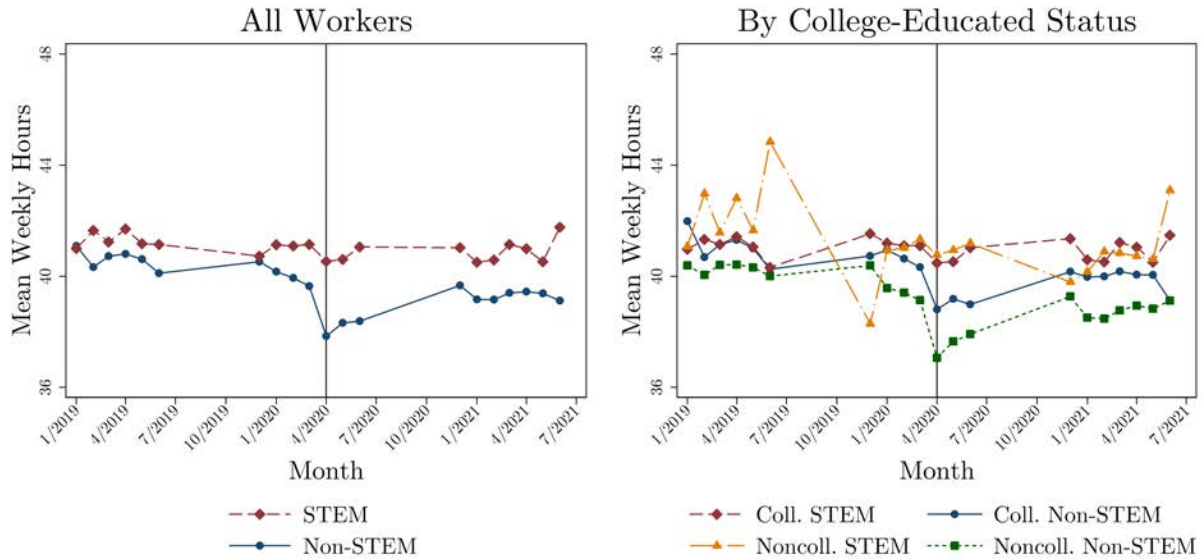 All Workers
Mean Weekly Hours
48
44
40
36
1/2019
4/2019
7/2019
10/2019
1/2020
4/2020
7/2020
10/2020
1/2021
4/2021
7/2021
Month
STEM
Non-STEM
By College-Educated Status
Mean Weekly Hours
48
44
40
36
1/2019
4/2019
7/2019
10/2019
1/2020
4/2020
7/2020
10/2020
1/2021
4/2021
7/2021
Month
Coll. STEM
Coll. Non-STEM
Noncoll. STEM
Noncoll. Non-STEM